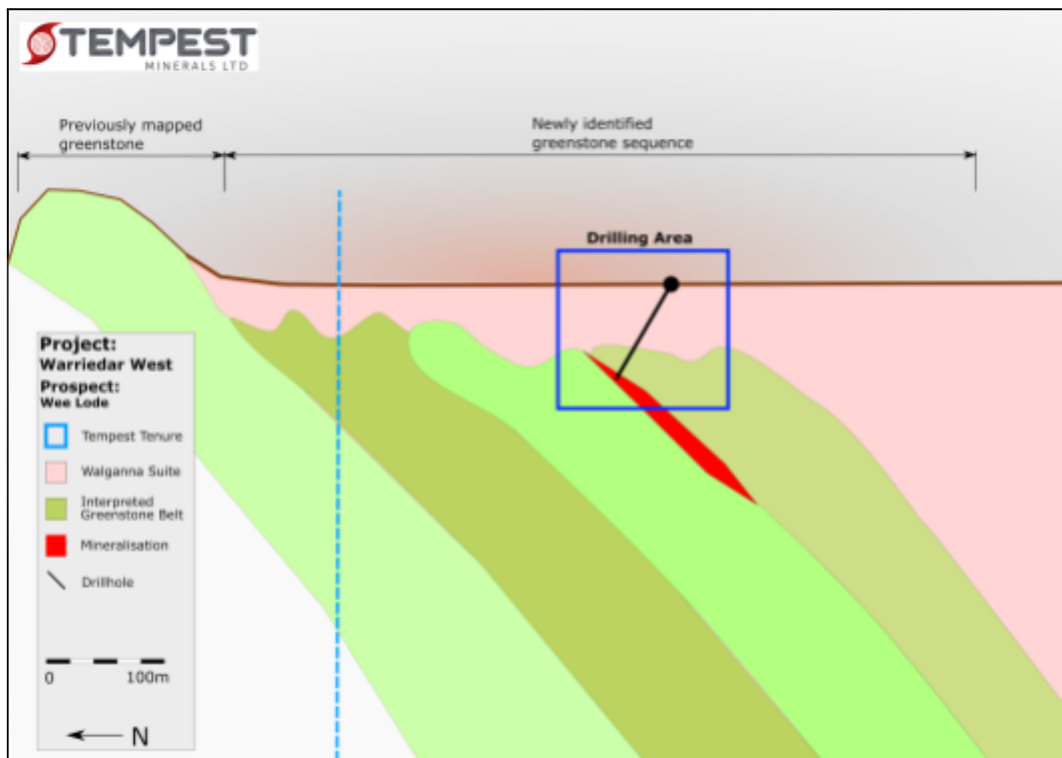 TEMPEST
MINERALS LTD
Previously mapped
greenstone
Newly identified
greenstone sequence
Drilling Area
Project:
Warriedar West
Prospect:
Wee Lode
Tempest Tenure
Walganna Suite
Interpreted
Greenstone Belt
Mineralisation
Drillhole
0 100m
N